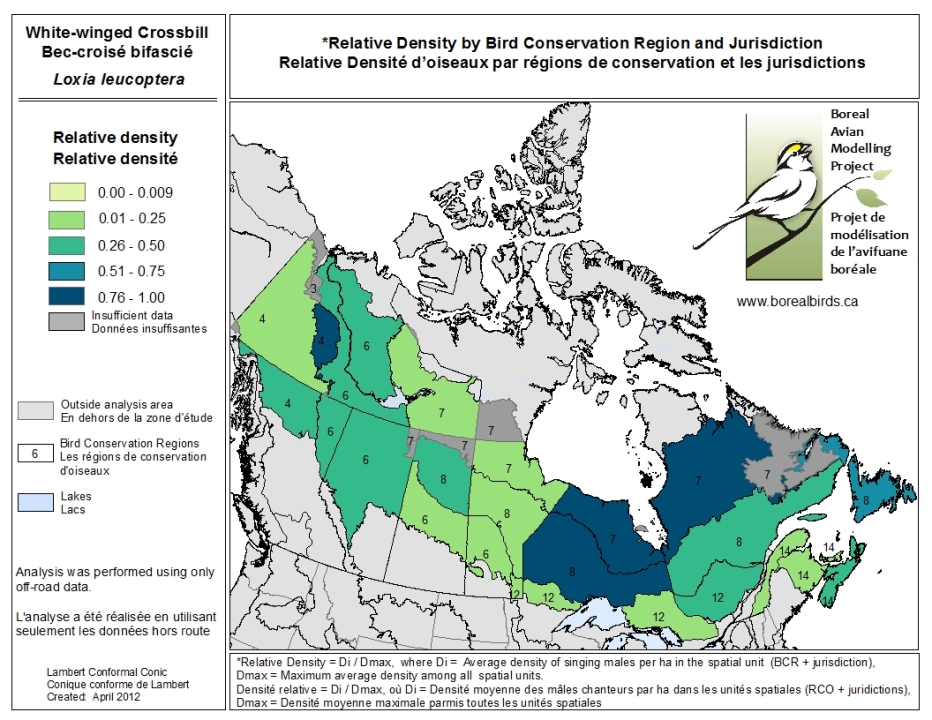 White-winged Crossbill
Bec-croisé bifascié
Loxia leucoptera
*Relative Density by Bird Conservation Region and Jurisdiction
Relative Densité d'oiseaux par régions de conservation et les jurisdictions
Relative density
Relative densité
0.00 - 0.009
0.01 - 0.25
0.26 - 0.50
0.51 - 0.75
0.76 - 1.00
Insufficient data
Données insuffisantes
Outside analysis area
En dehors de la zone d'étude
6
Bird Conservation Regions
Les régions de conservation
d'oiseaux
Lakes
Lacs
Analysis was performed using only
off-road data.
L'analyse a été réalisée en utilisant
seulement les données hors route
Lambert Conformal Conic
Conique conforme de Lambert
Created: April 2012
Boreal
Avian
Modelling
Project
Projet de
modélisation
de l'avifuane
boréale
www.borealbirds.ca
3
4
4
6
6
4
7
7
6
7
7
6
7
8
7
7
8
8
6
8
7
8
6
8
14
14
14
2
12
12
12
14
14
*Relative Density = Di / Dmax, where Di = Average density of singing males per ha in the spatial unit (BCR + jurisdiction),
Dmax = Maximum average density among all spatial units.
Densité relative = Di / Dmax, où Di = Densité moyenne des mâles chanteurs par ha dans les unités spatiales (RCO + juridictions),
Dmax = Densité moyenne maximale parmis toutes les unités spatiales